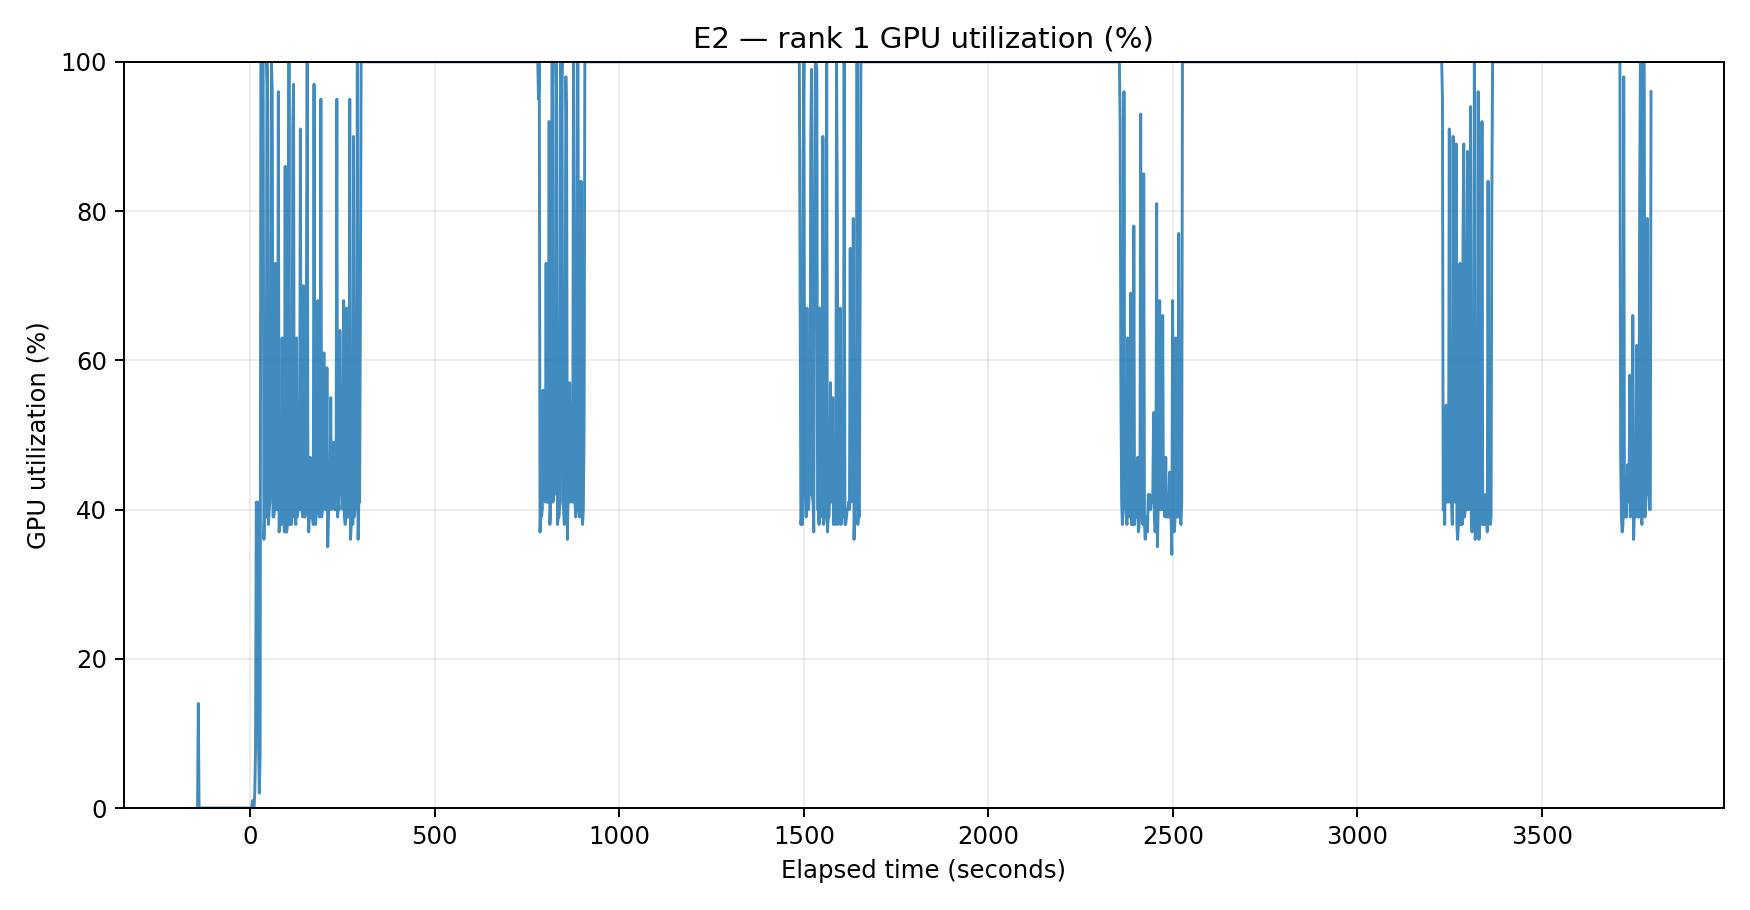 E2 — rank 1 GPU utilization (%)
100
80
60
40
20
0
GPU utilization (%)
0 500 1000 1500 2000 2500 3000 3500
Elapsed time (seconds)